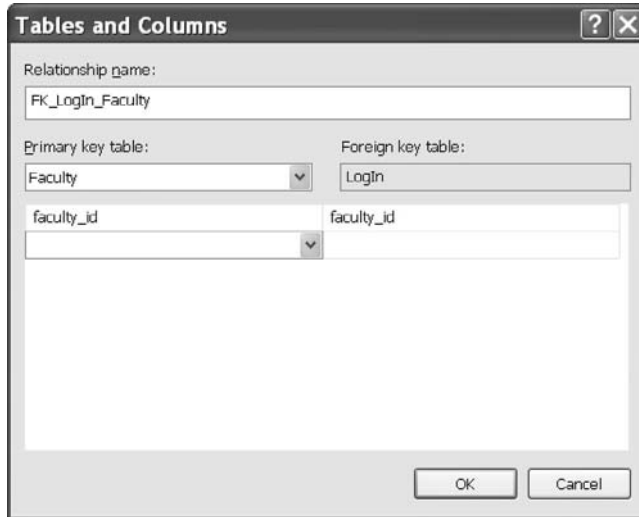 Tables and Columns
Relationship name:
FK_LogIn_Faculty
Primary key table:
Foreign key table:
Faculty
LogIn
faculty_id
faculty_id
OK
Cancel